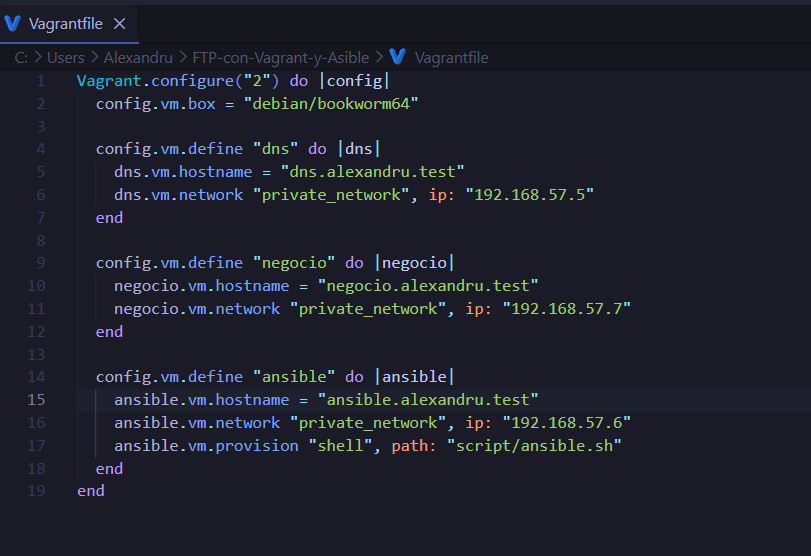 Vagrantfile
C: > Users > Alexandru > FTP-con-Vagrant-y-Asible > Vagrantfile
1 Vagrant.configure("2") do |config|
2   config.vm.box = "debian/bookworm64"
3
4   config.vm.define "dns" do |dns|
5     dns.vm.hostname = "dns.alexandru.test"
6     dns.vm.network "private_network", ip: "192.168.57.5"
7   end
8
9   config.vm.define "negocio" do |negocio|
10     negocio.vm.hostname = "negocio.alexandru.test"
11     negocio.vm.network "private_network", ip: "192.168.57.7"
12   end
13
14   config.vm.define "ansible" do |ansible|
15     ansible.vm.hostname = "ansible.alexandru.test"
16     ansible.vm.network "private_network", ip: "192.168.57.6"
17     ansible.vm.provision "shell", path: "script/ansible.sh"
18   end
19 end